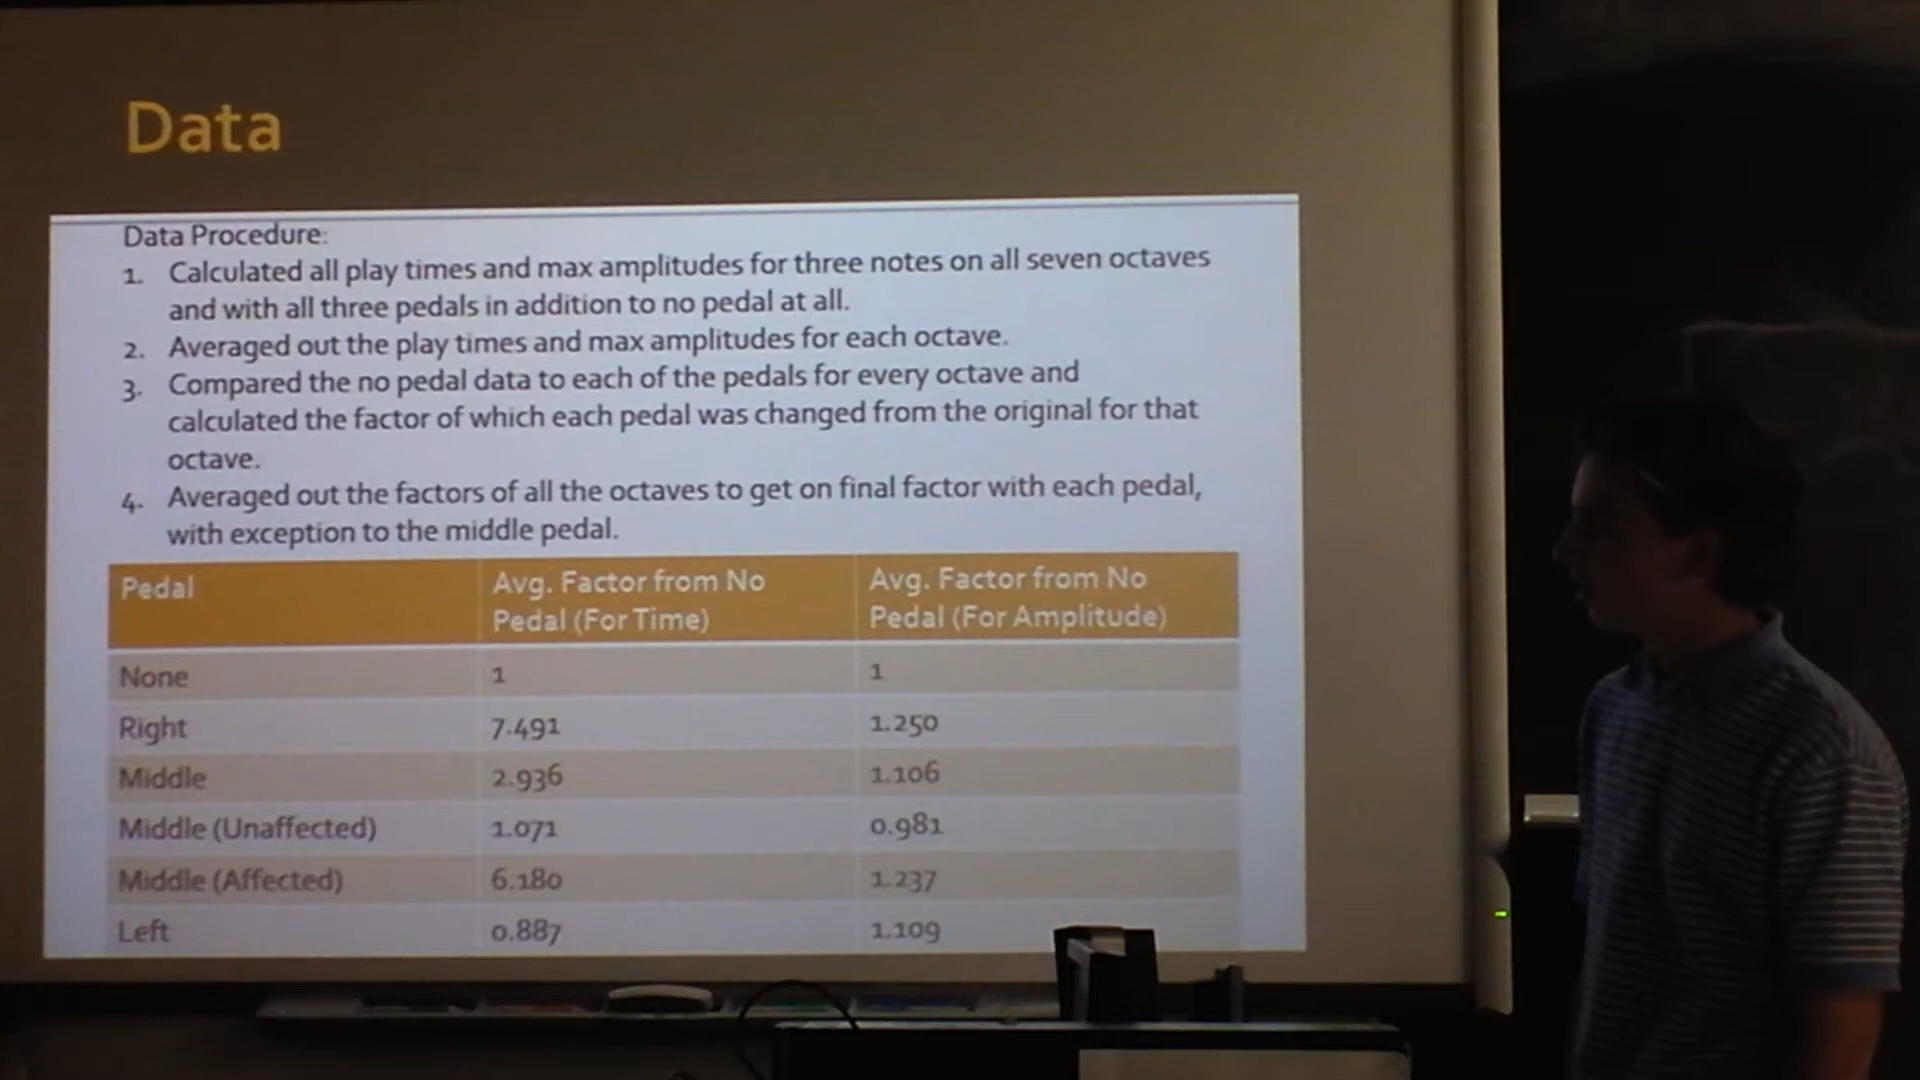 Data
Data Procedure:
1. Calculated all play times and max amplitudes for three notes on all seven octaves
and with all three pedals in addition to no pedal at all.
2. Averaged out the play times and max amplitudes for each octave.
3. Compared the no pedal data to each of the pedals for every octave and
calculated the factor of which each pedal was changed from the original for that
octave.
4. Averaged out the factors of all the octaves to get on final factor with each pedal,
with exception to the middle pedal.
Pedal Avg. Factor from No Avg. Factor from No
Pedal (For Time) Pedal (For Amplitude)
None 1 1
Right 7.491 1.250
Middle 2.936 1.106
Middle (Unaffected) 1.071 0.981
Middle (Affected) 6.180 1.237
Left 0.887 1.109